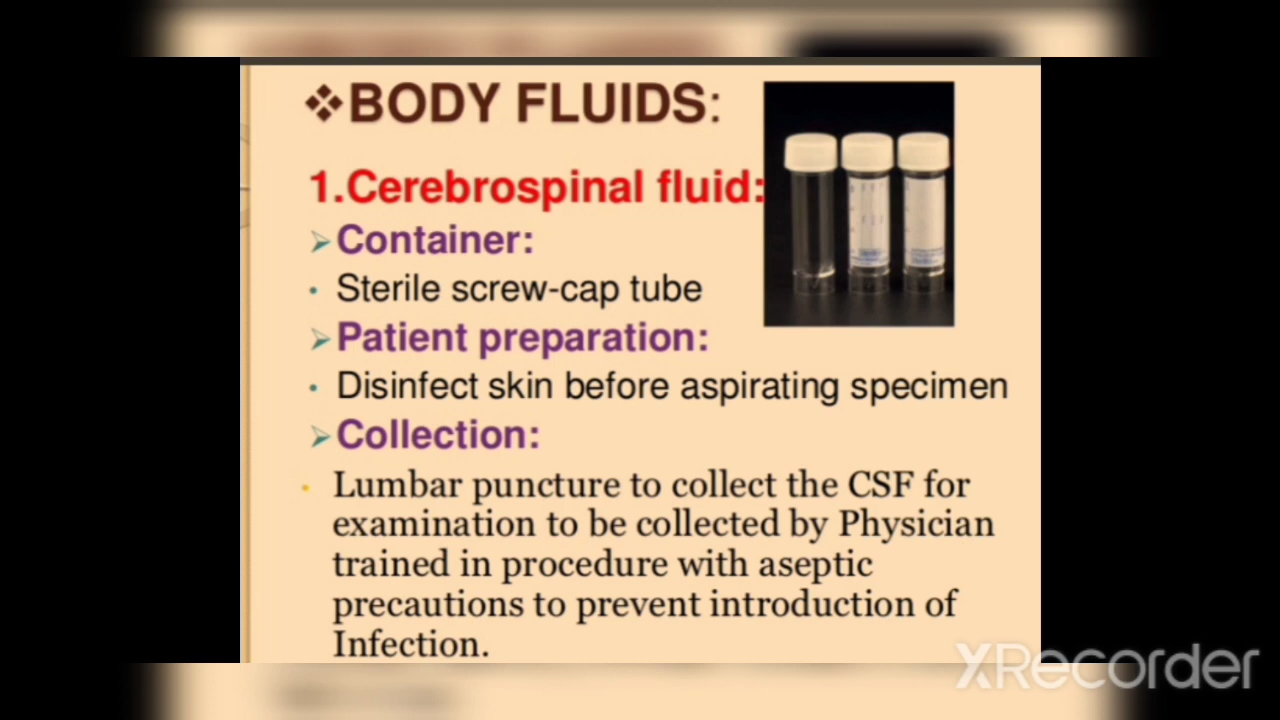 ❖BODY FLUIDS:
1.Cerebrospinal fluid:
➢Container:
• Sterile screw-cap tube
➢Patient preparation:
• Disinfect skin before aspirating specimen
➢Collection:
• Lumbar puncture to collect the CSF for
examination to be collected by Physician
trained in procedure with aseptic
precautions to prevent introduction of
Infection.
XRecorder